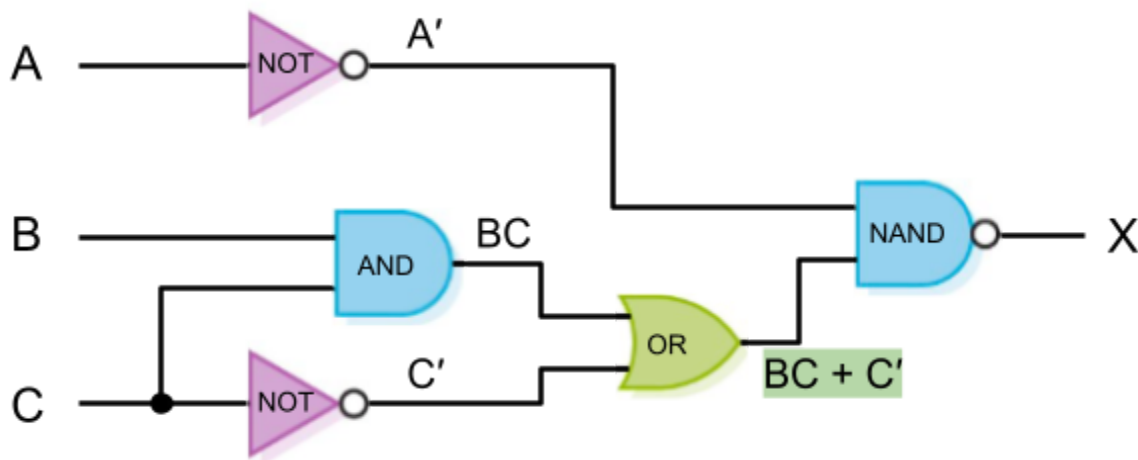 A
NOT
A′
B
AND
BC
NAND
X
OR
BC + C′
C
NOT
C′